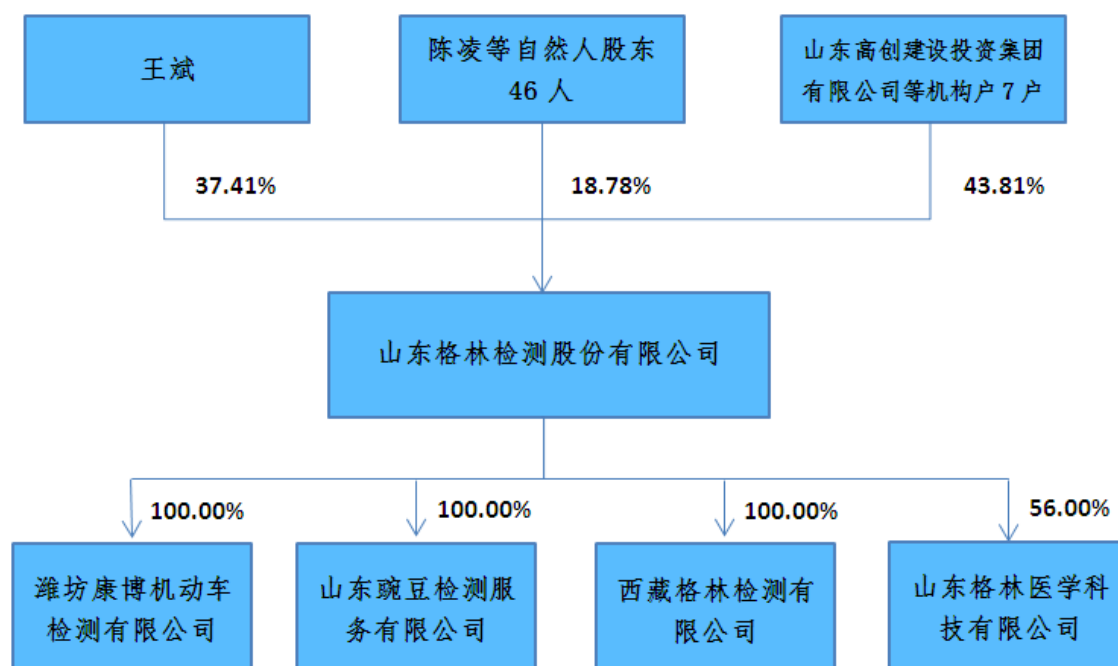 王斌
陈凌等自然人股东
46 人
山东高创建设投资集团
有限公司等机构户 7 户
37.41%
18.78%
43.81%
山东格林检测股份有限公司
100.00%
100.00%
100.00%
56.00%
潍坊康博机动车
检测有限公司
山东豌豆检测服
务有限公司
西藏格林检测有
限公司
山东格林医学科
技有限公司